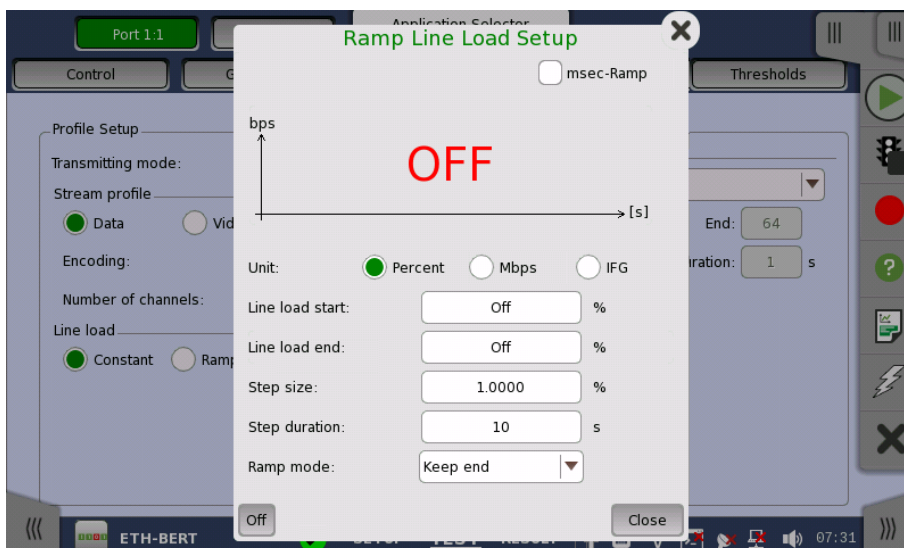 Application Selector
Port 1:1
Ramp Line Load Setup
Control
msec-Ramp
Thresholds
Profile Setup
bps
Transmitting mode:
OFF
Stream profile
[s]
Data
End: 64
Encoding:
Unit: Percent Mbps IFG
1 s
Number of channels:
Line load start: Off %
Line load
Line load end: Off %
Constant Ramp
Step size: 1.0000 %
Step duration: 10 s
Ramp mode: Keep end
Off Close
ETH-BERT
TEST
07:31